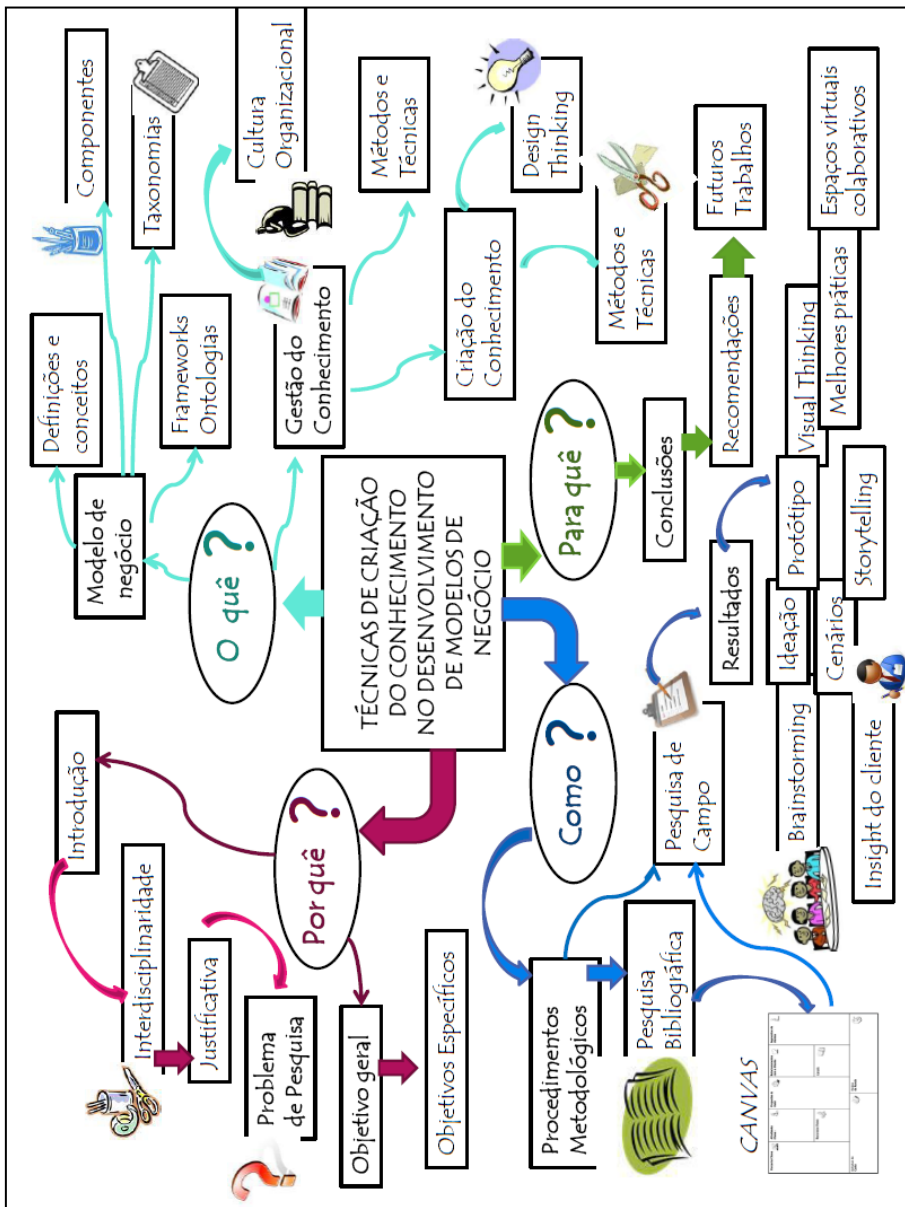 TÉCNICAS DE CRIAÇÃO
DO CONHECIMENTO
NO DESENVOLVIMENTO
DE MODELOS DE
NEGÓCIO
Por quê ?
Introdução
Interdisciplinaridade
Justificativa
Problema
de Pesquisa
Objetivo geral
Objetivos Específicos
O quê ?
Modelo de
negócio
Definições e
conceitos
Componentes
Taxonomias
Frameworks
Ontologias
Gestão do
Conhecimento
Cultura
Organizacional
Métodos e
Técnicas
Criação do
Conhecimento
Design
Thinking
Métodos e
Técnicas
Como ?
Procedimentos
Metodológicos
Pesquisa
Bibliográfica
CANVAS
Pesquisa de
Campo
Resultados
Brainstorming
Ideação
Protótipo
Visual Thinking
Insight do cliente
Cenários
Storytelling
Melhores práticas
Espaços virtuais
colaborativos
Para quê ?
Conclusões
Recomendações
Futuros
Trabalhos